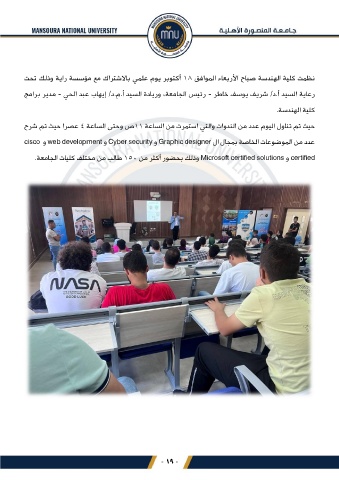 MANSOURA NATIONAL UNIVERSITY
جامعة المنصورة الأهلية
mnu
نظمت كلية الهندسة صباح الأربعاء الموافق ١٨ أكتوبر يوم علمي بالاشتراك مع مؤسسة راية وذلك تحت
رعاية السيد أ.د/ شريف يوسف خاطر - رئيس الجامعة، وريادة السيد أ.م.د/ إيهاب عبد الحي - مدير برامج
كلية الهندسة.
حيث تم تناول اليوم عدد من الندوات والتي استمرت من الساعة ١١ص وحتى الساعة ٤ عصرا حيث تم شرح
عدد من الموضوعات الخاصة بمجال ال Graphic designer و Cyber security و web development و cisco
certified و Microsoft certified solutions وذلك بحضور أكثر من ١٥٠ طالب من مختلف كليات الجامعة.
NASA
- ١٩ -